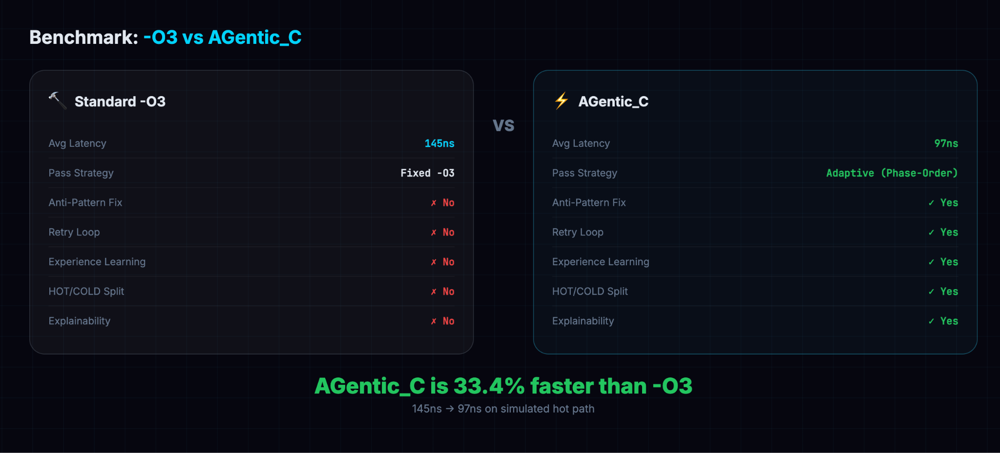 Benchmark: -O3 vs AGentic_C
Standard -O3
Avg Latency 145ns
Pass Strategy Fixed -O3
Anti-Pattern Fix ✗ No
Retry Loop ✗ No
Experience Learning ✗ No
HOT/COLD Split ✗ No
Explainability ✗ No
VS
AGentic_C
Avg Latency 97ns
Pass Strategy Adaptive (Phase-Order)
Anti-Pattern Fix ✓ Yes
Retry Loop ✓ Yes
Experience Learning ✓ Yes
HOT/COLD Split ✓ Yes
Explainability ✓ Yes
AGentic_C is 33.4% faster than -O3
145ns → 97ns on simulated hot path